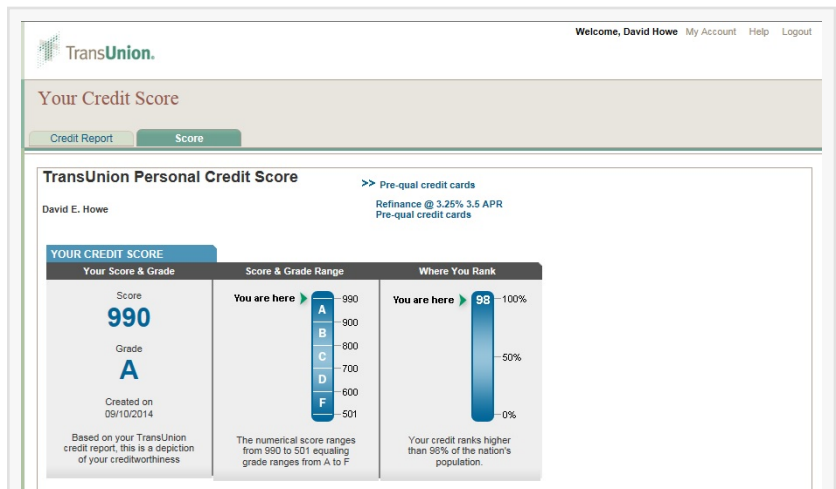 Welcome, David Howe My Account Help Logout
TransUnion.
Your Credit Score
Credit Report Score
TransUnion Personal Credit Score
>> Pre-qual credit cards
David E. Howe
Refinance @ 3.25% 3.5 APR
Pre-qual credit cards
YOUR CREDIT SCORE
Your Score & Grade
Score
990
Grade
A
Created on
09/10/2014
Based on your TransUnion
credit report, this is a depiction
of your creditworthiness
Score & Grade Range
You are here
990
A
900
B
800
C
700
D
600
F
501
The numerical score ranges
from 990 to 501 equaling
grade ranges from A to F
Where You Rank
You are here
98
100%
50%
0%
Your credit ranks higher
than 98% of the nation's
population.